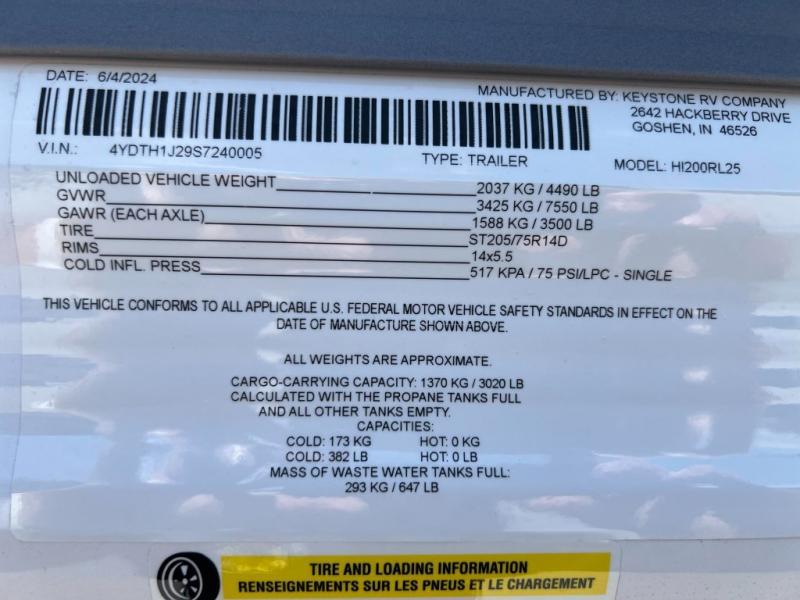 DATE: 6/4/2024
MANUFACTURED BY: KEYSTONE RV COMPANY
2642 HACKBERRY DRIVE
GOSHEN, IN 46526
V.I.N.: 4YDTH1J29S7240005 TYPE: TRAILER MODEL: HI200RL25
UNLOADED VEHICLE WEIGHT 2037 KG / 4490 LB
GVWR 3425 KG / 7550 LB
GAWR (EACH AXLE) 1588 KG / 3500 LB
TIRE ST205/75R14D
RIMS 14x5.5
COLD INFL. PRESS 517 KPA / 75 PSI/LPC - SINGLE
THIS VEHICLE CONFORMS TO ALL APPLICABLE U.S. FEDERAL MOTOR VEHICLE SAFETY STANDARDS IN EFFECT ON THE
DATE OF MANUFACTURE SHOWN ABOVE.
ALL WEIGHTS ARE APPROXIMATE.
CARGO-CARRYING CAPACITY: 1370 KG / 3020 LB
CALCULATED WITH THE PROPANE TANKS FULL
AND ALL OTHER TANKS EMPTY.
CAPACITIES:
COLD: 173 KG HOT: 0 KG
COLD: 382 LB HOT: 0 LB
MASS OF WASTE WATER TANKS FULL:
293 KG / 647 LB
TIRE AND LOADING INFORMATION
RENSEIGNEMENTS SUR LES PNEUS ET LE CHARGEMENT